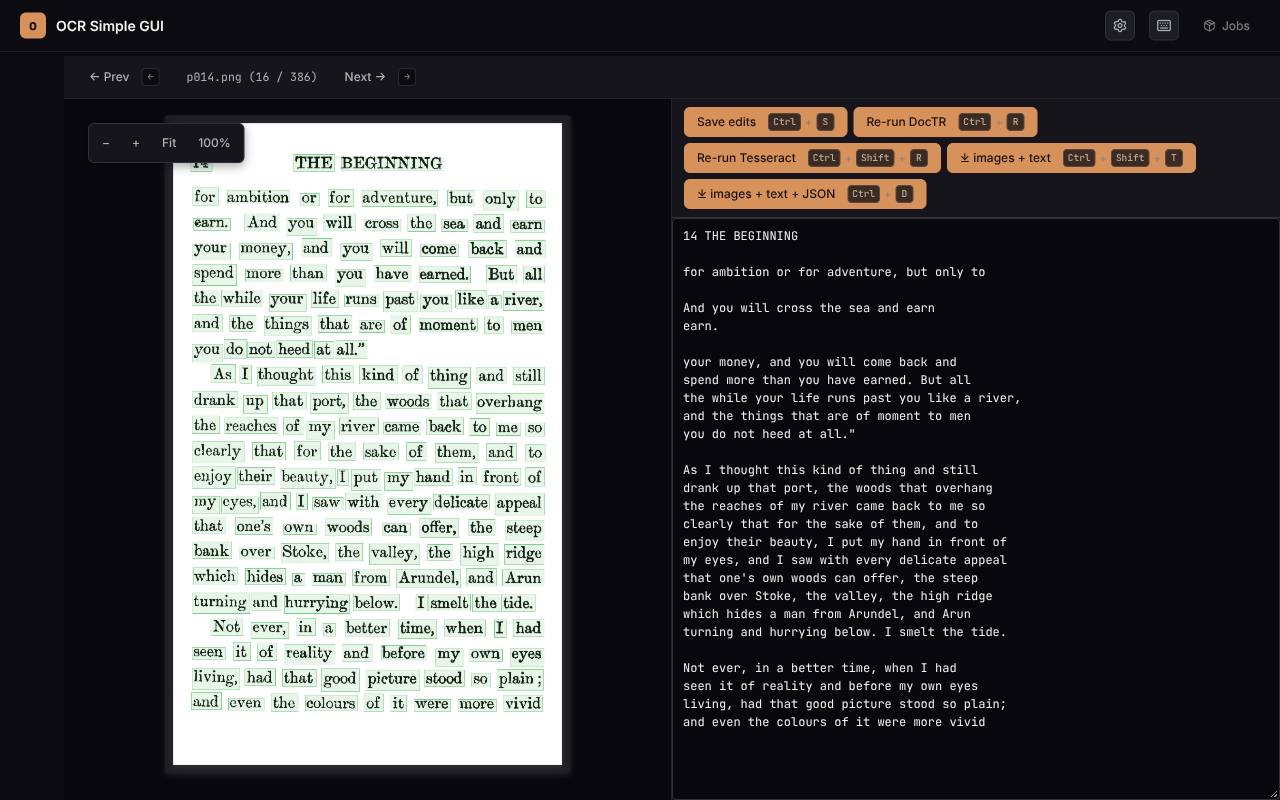 O OCR Simple GUI Jobs
← Prev ← p014.png (16 / 386) Next → →
− + Fit 100%
14 THE BEGINNING
for ambition or for adventure, but only to
earn. And you will cross the sea and earn
your money, and you will come back and
spend more than you have earned. But all
the while your life runs past you like a river,
and the things that are of moment to men
you do not heed at all.”
As I thought this kind of thing and still
drank up that port, the woods that overhang
the reaches of my river came back to me so
clearly that for the sake of them, and to
enjoy their beauty, I put my hand in front of
my eyes, and I saw with every delicate appeal
that one’s own woods can offer, the steep
bank over Stoke, the valley, the high ridge
which hides a man from Arundel, and Arun
turning and hurrying below. I smelt the tide.
Not ever, in a better time, when I had
seen it of reality and before my own eyes
living, had that good picture stood so plain;
and even the colours of it were more vivid
Save edits Ctrl + S Re-run DocTR Ctrl + R
Re-run Tesseract Ctrl + Shift + R images + text Ctrl + Shift + T
images + text + JSON Ctrl + D
14 THE BEGINNING
for ambition or for adventure, but only to
And you will cross the sea and earn
earn.
your money, and you will come back and
spend more than you have earned. But all
the while your life runs past you like a river,
and the things that are of moment to men
you do not heed at all."
As I thought this kind of thing and still
drank up that port, the woods that overhang
the reaches of my river came back to me so
clearly that for the sake of them, and to
enjoy their beauty, I put my hand in front of
my eyes, and I saw with every delicate appeal
that one's own woods can offer, the steep
bank over Stoke, the valley, the high ridge
which hides a man from Arundel, and Arun
turning and hurrying below. I smelt the tide.
Not ever, in a better time, when I had
seen it of reality and before my own eyes
living, had that good picture stood so plain;
and even the colours of it were more vivid